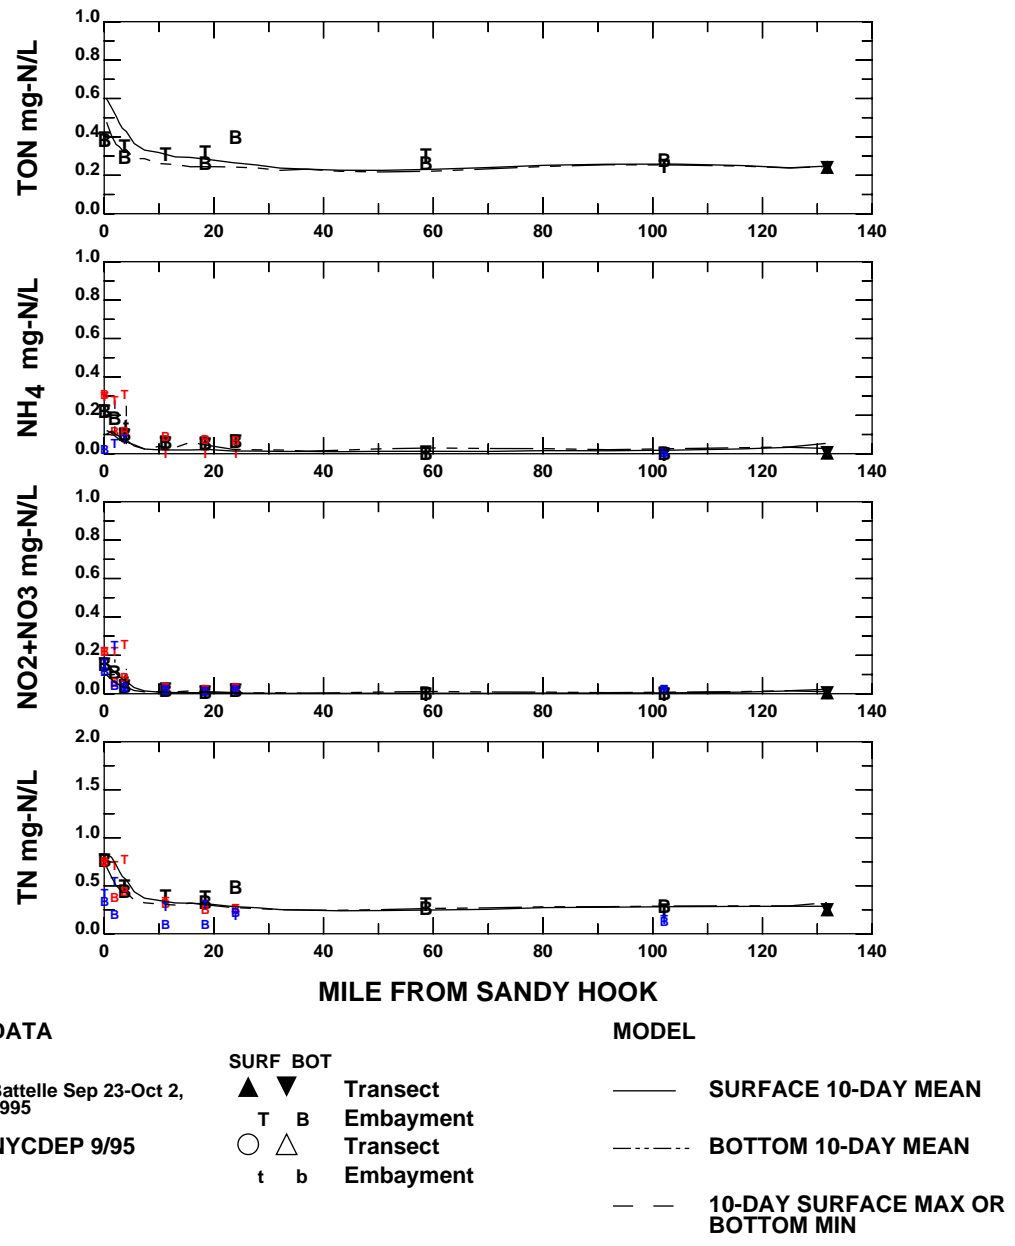 TON mg-N/L
1.0
0.8
0.6
0.4
0.2
0.0
0 20 40 60 80 100 120 140
NH4 mg-N/L
1.0
0.8
0.6
0.4
0.2
0.0
0 20 40 60 80 100 120 140
NO2+NO3 mg-N/L
1.0
0.8
0.6
0.4
0.2
0.0
0 20 40 60 80 100 120 140
TN mg-N/L
2.0
1.5
1.0
0.5
0.0
0 20 40 60 80 100 120 140
MILE FROM SANDY HOOK
DATA
SURF BOT
Battelle Sep 23-Oct 2,
1995
Transect
T B Embayment
NYCDEP 9/95
Transect
t b Embayment
MODEL
SURFACE 10-DAY MEAN
BOTTOM 10-DAY MEAN
10-DAY SURFACE MAX OR
BOTTOM MIN